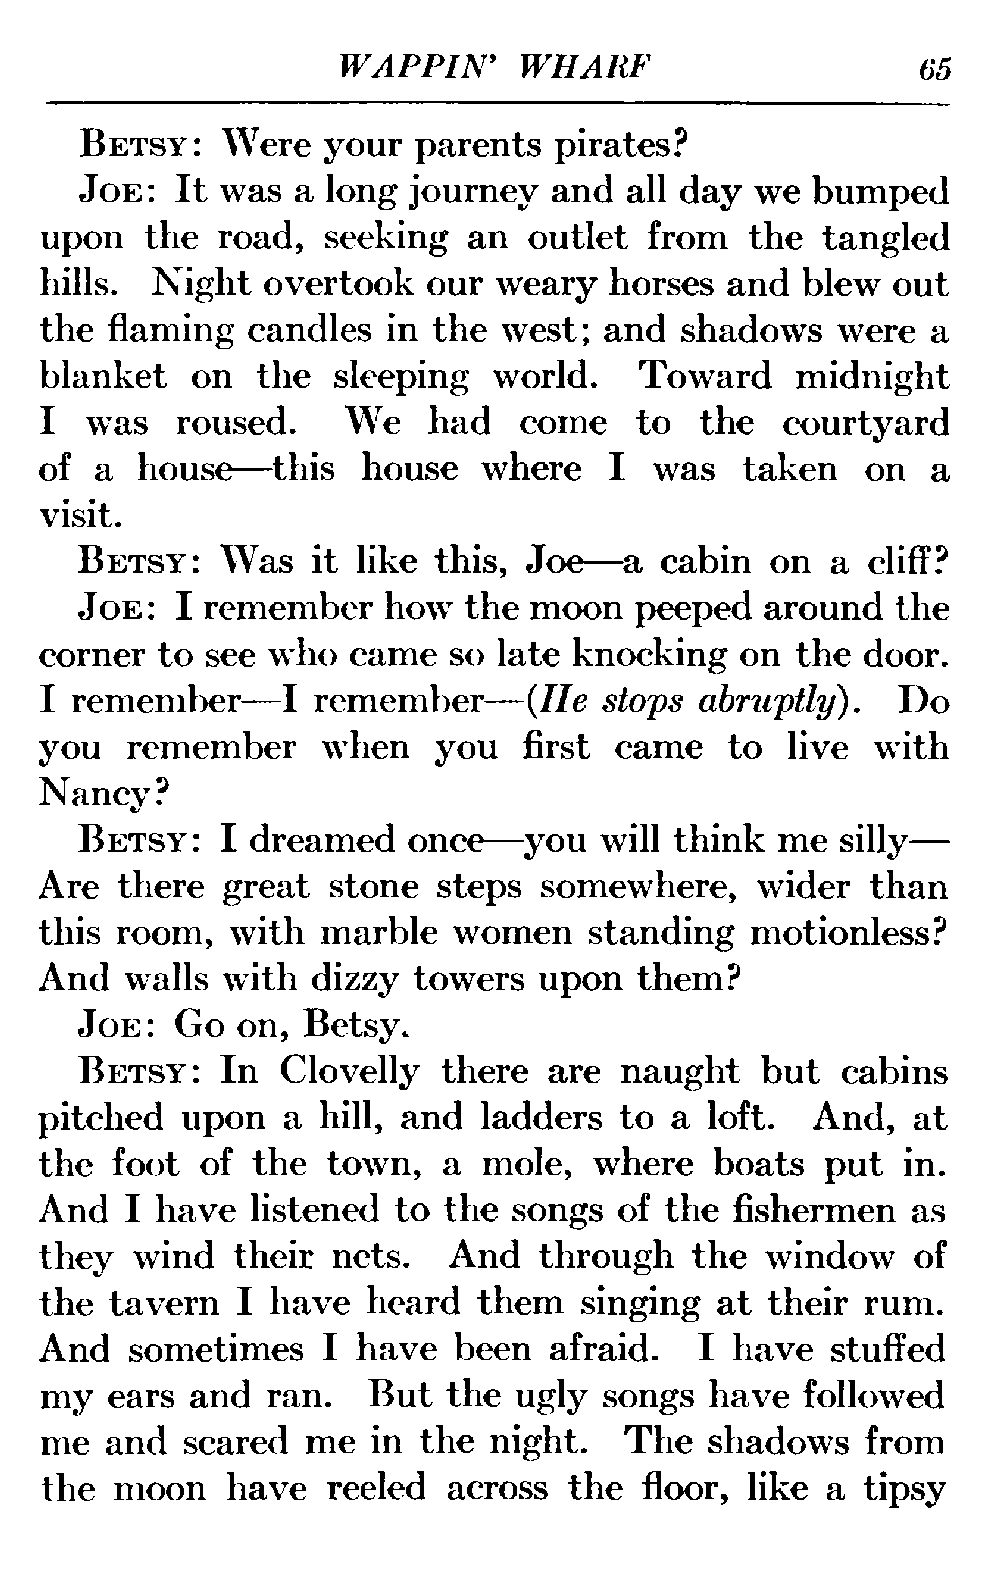 WAPPIN' WHARF 65
BETSY: Were your parents pirates?
JOE: It was a long journey and all day we bumped
upon the road, seeking an outlet from the tangled
hills. Night overtook our weary horses and blew out
the flaming candles in the west; and shadows were a
blanket on the sleeping world. Toward midnight
I was roused. We had come to the courtyard
of a house—this house where I was taken on a
visit.
BETSY: Was it like this, Joe—a cabin on a cliff?
JOE: I remember how the moon peeped around the
corner to see who came so late knocking on the door.
I remember—I remember—(He stops abruptly). Do
you remember when you first came to live with
Nancy?
BETSY: I dreamed once—you will think me silly—
Are there great stone steps somewhere, wider than
this room, with marble women standing motionless?
And walls with dizzy towers upon them?
JOE: Go on, Betsy.
BETSY: In Clovelly there are naught but cabins
pitched upon a hill, and ladders to a loft. And, at
the foot of the town, a mole, where boats put in.
And I have listened to the songs of the fishermen as
they wind their nets. And through the window of
the tavern I have heard them singing at their rum.
And sometimes I have been afraid. I have stuffed
my ears and ran. But the ugly songs have followed
me and scared me in the night. The shadows from
the moon have reeled across the floor, like a tipsy